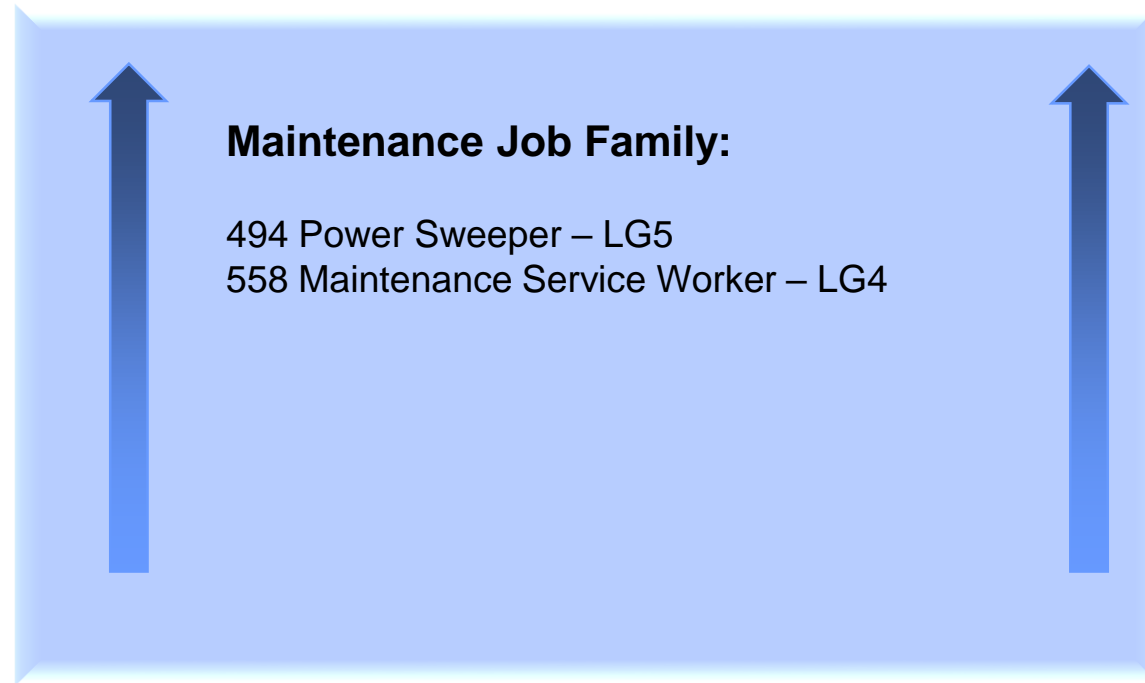 Maintenance Job Family:
494 Power Sweeper – LG5
558 Maintenance Service Worker – LG4